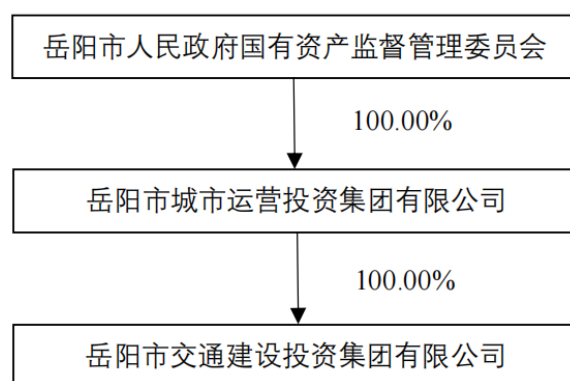 岳阳市人民政府国有资产监督管理委员会
100.00%
岳阳市城市运营投资集团有限公司
100.00%
岳阳市交通建设投资集团有限公司